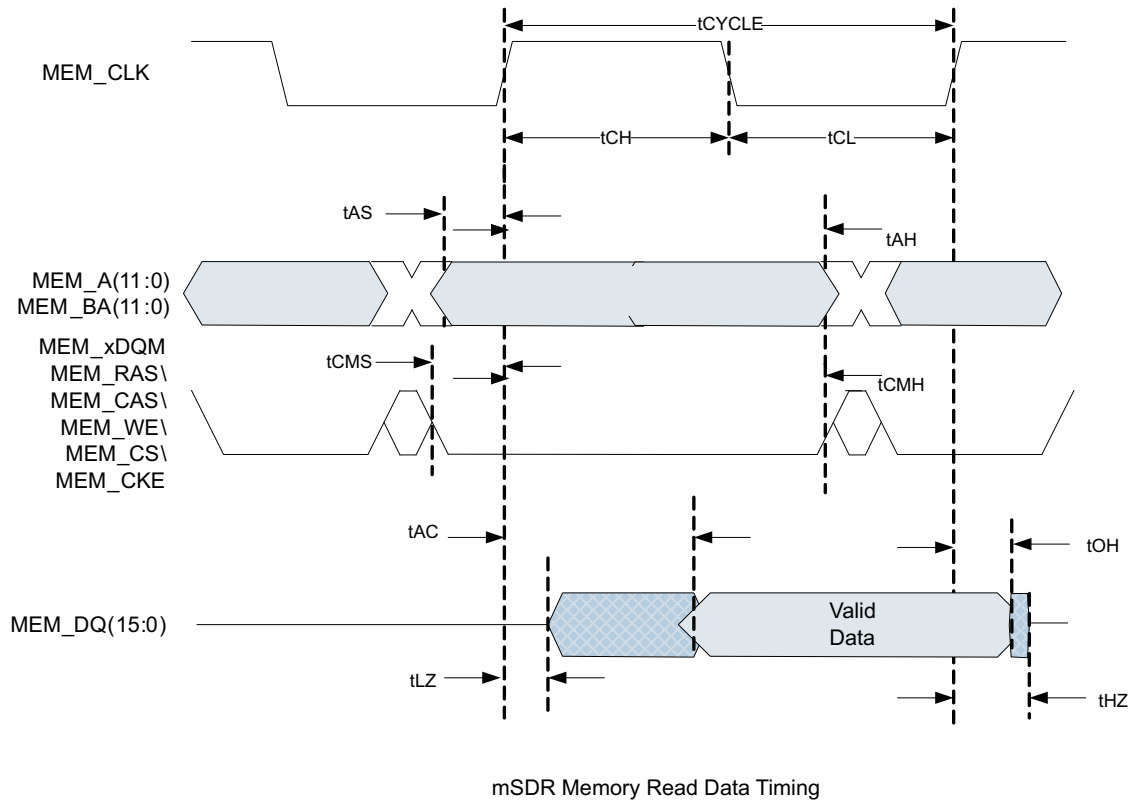 tCYCLE
MEM_CLK
tCH
tCL
tAS
tAH
MEM_A(11:0)
MEM_BA(11:0)
MEM_xDQM
MEM_RAS\
MEM_CAS\
MEM_WE\
MEM_CS\
MEM_CKE
tCMS
tCMH
tAC
tOH
MEM_DQ(15:0)
Valid
Data
tLZ
tHZ
mSDR Memory Read Data Timing